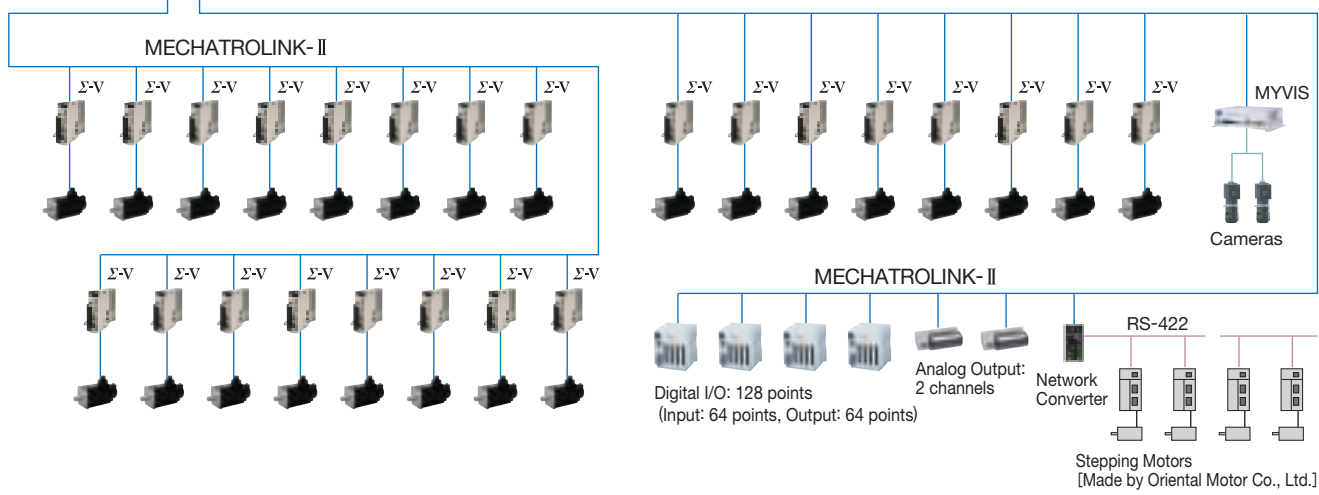 MECHATROLINK-Ⅱ
Σ-V Σ-V Σ-V Σ-V Σ-V Σ-V Σ-V Σ-V
Σ-V Σ-V Σ-V Σ-V Σ-V Σ-V Σ-V Σ-V
Σ-V Σ-V Σ-V Σ-V Σ-V Σ-V Σ-V Σ-V
MYVIS
Cameras
MECHATROLINK-Ⅱ
Digital I/O: 128 points
(Input: 64 points, Output: 64 points)
Analog Output:
2 channels
Network
Converter
RS-422
Stepping Motors
[Made by Oriental Motor Co., Ltd.]